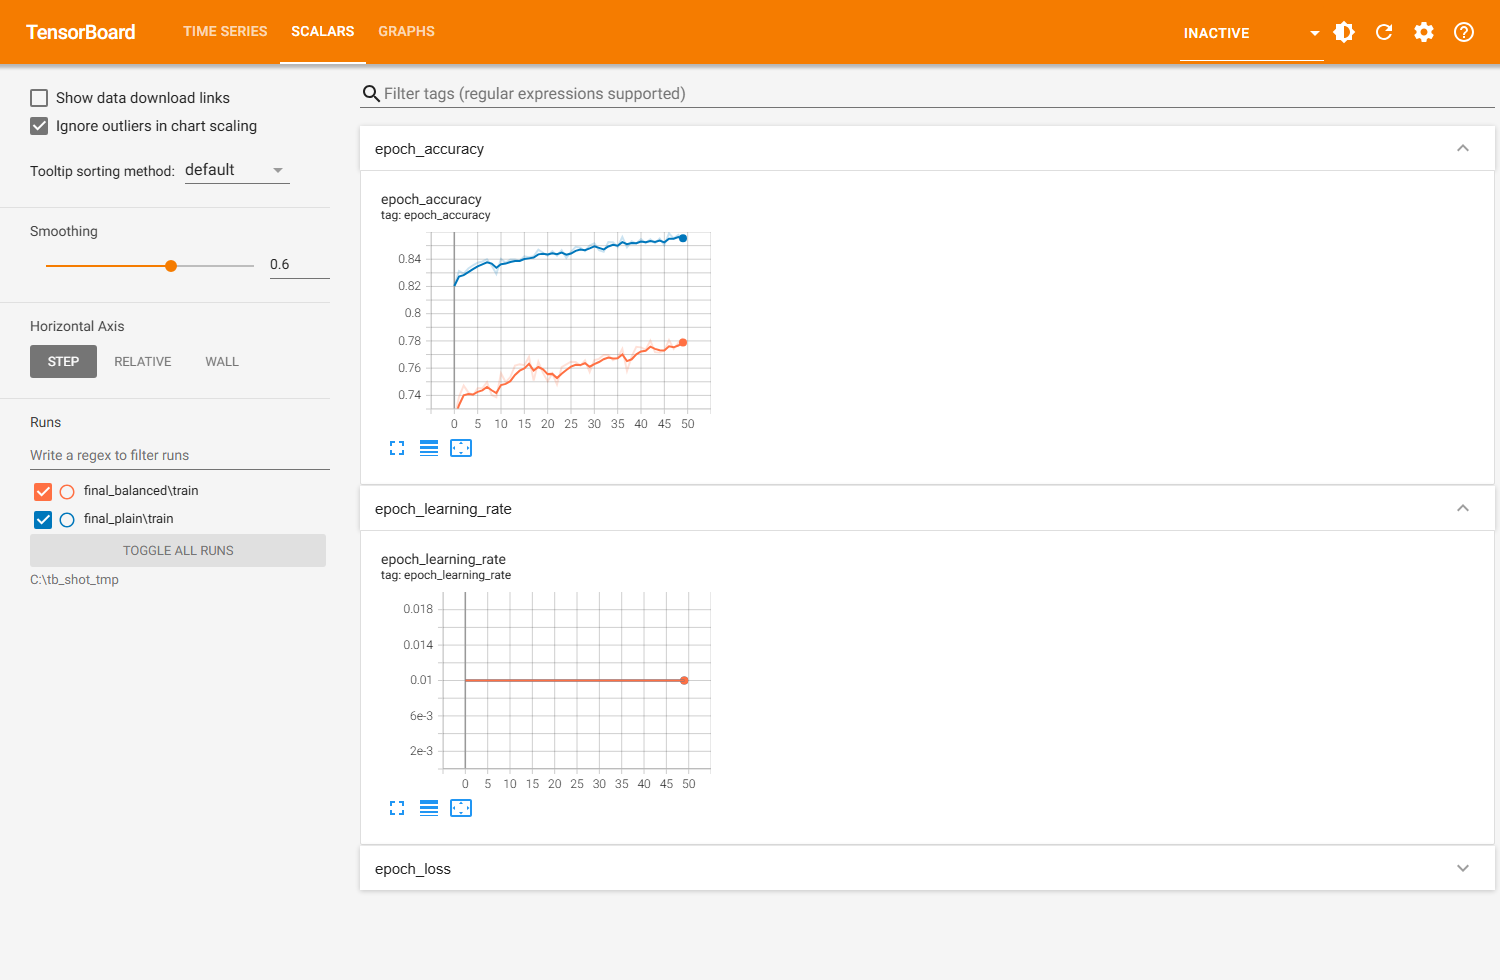 TensorBoard
TIME SERIES
SCALARS
GRAPHS
INACTIVE
Show data download links
Ignore outliers in chart scaling
Tooltip sorting method: default
Smoothing
0.6
Horizontal Axis
STEP
RELATIVE
WALL
Runs
Write a regex to filter runs
final_balanced\train
final_plain\train
TOGGLE ALL RUNS
C:\tb_shot_tmp
Filter tags (regular expressions supported)
epoch_accuracy
epoch_accuracy
tag: epoch_accuracy
0.84
0.82
0.8
0.78
0.76
0.74
0 5 10 15 20 25 30 35 40 45 50
epoch_learning_rate
epoch_learning_rate
tag: epoch_learning_rate
0.018
0.014
0.01
6e-3
2e-3
0 5 10 15 20 25 30 35 40 45 50
epoch_loss